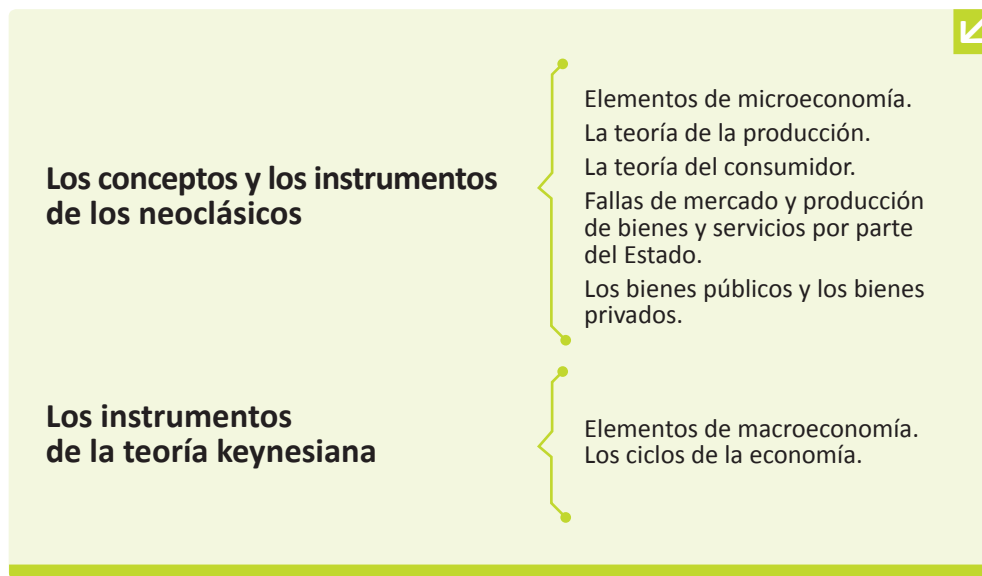 Los conceptos y los instrumentos
de los neoclásicos
Elementos de microeconomía.
La teoría de la producción.
La teoría del consumidor.
Fallas de mercado y producción
de bienes y servicios por parte
del Estado.
Los bienes públicos y los bienes
privados.
Los instrumentos
de la teoría keynesiana
Elementos de macroeconomía.
Los ciclos de la economía.